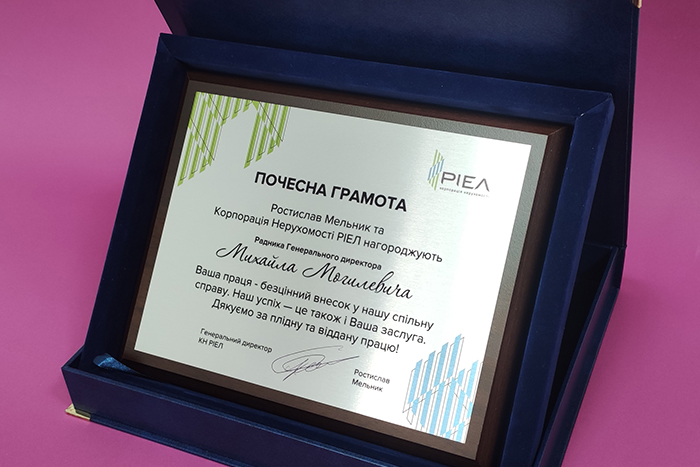 РІЕЛ
КОРПОРАЦІЯ НЕРУХОМОСТІ
ПОЧЕСНА ГРАМОТА
Ростислав Мельник та
Корпорація Нерухомості РІЕЛ нагороджують
Радника Генерального директора
Михайла Могилевича
Ваша праця - безцінний внесок у нашу спільну
справу. Наш успіх — це також і Ваша заслуга.
Дякуємо за плідну та віддану працю!
Генеральний директор
КН РІЕЛ
Ростислав
Мельник